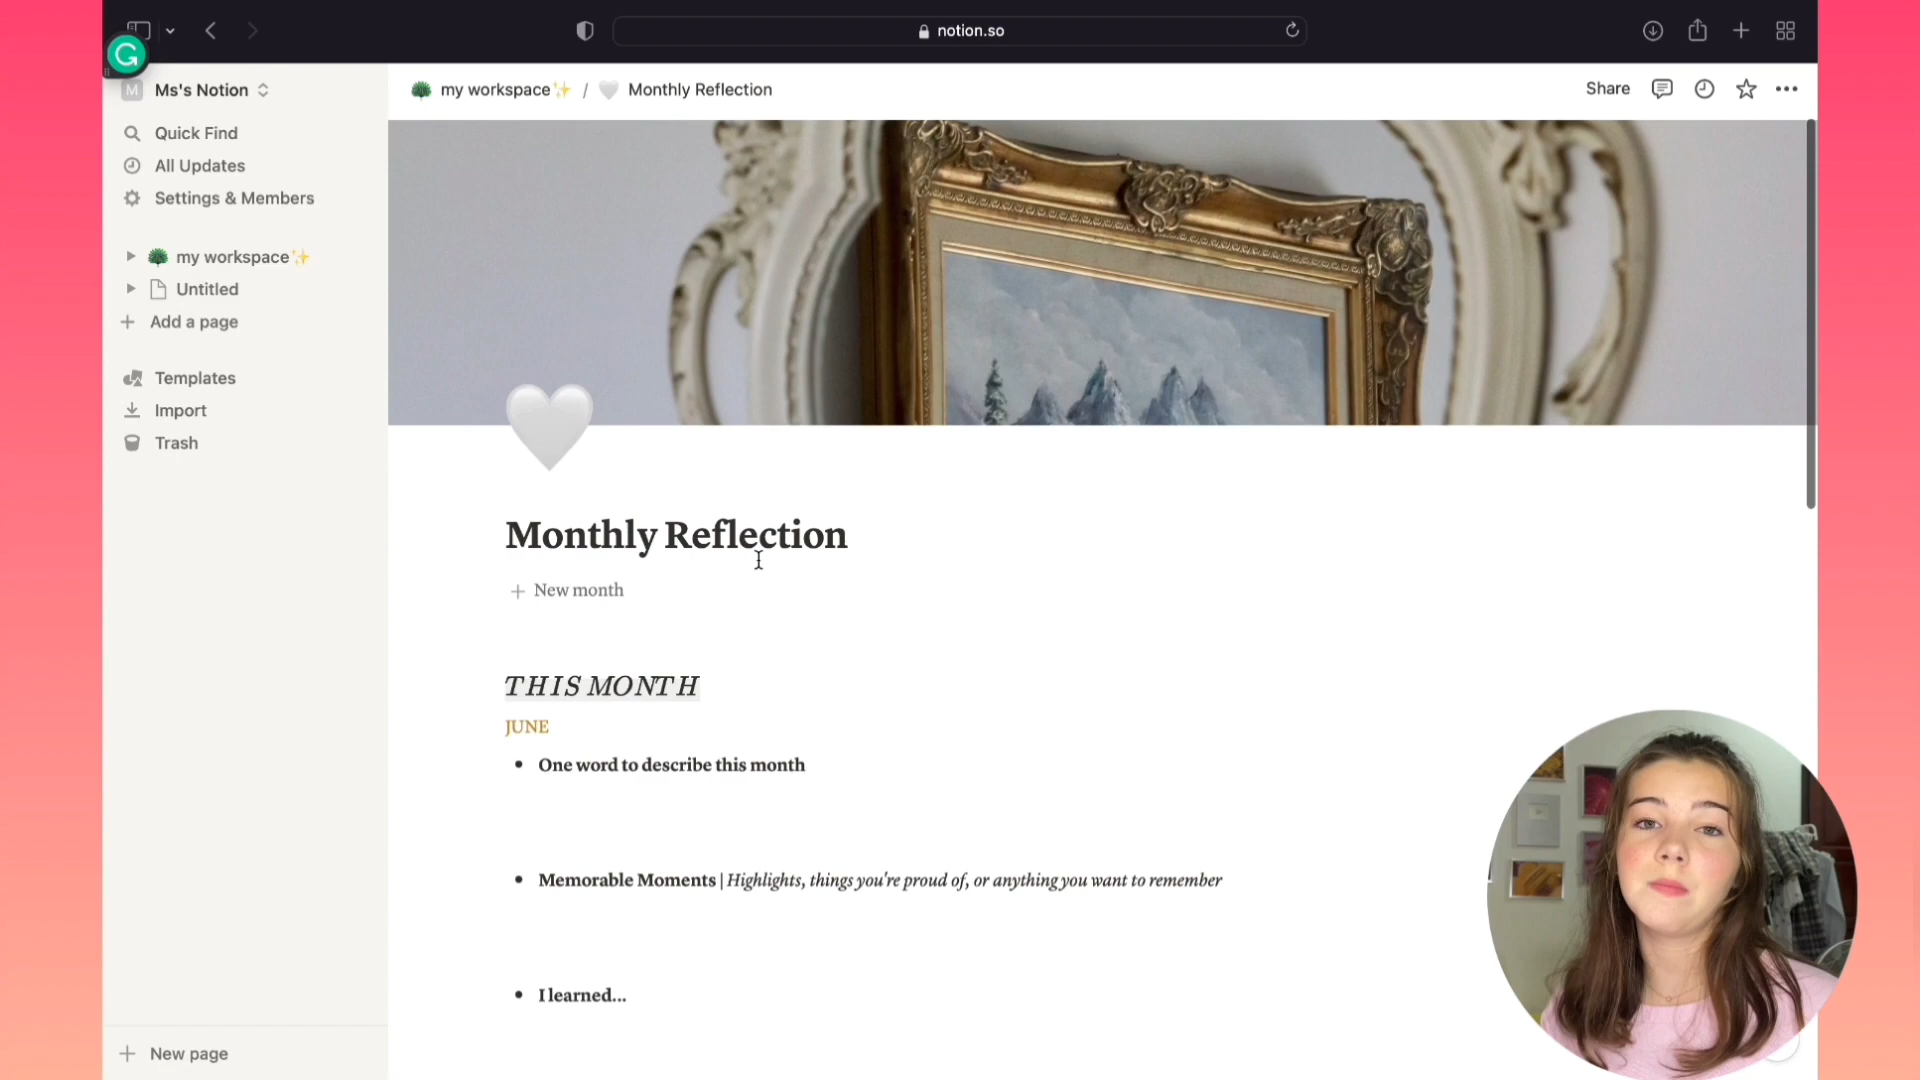 notion.so
M Ms's Notion
Quick Find
All Updates
Settings & Members
my workspace✨
Untitled
Add a page
Templates
Import
Trash
New page
my workspace✨ / 🤍 Monthly Reflection
Share
Monthly Reflection
+ New month
THIS MONTH
JUNE
• One word to describe this month
• Memorable Moments | Highlights, things you're proud of, or anything you want to remember
• I learned...